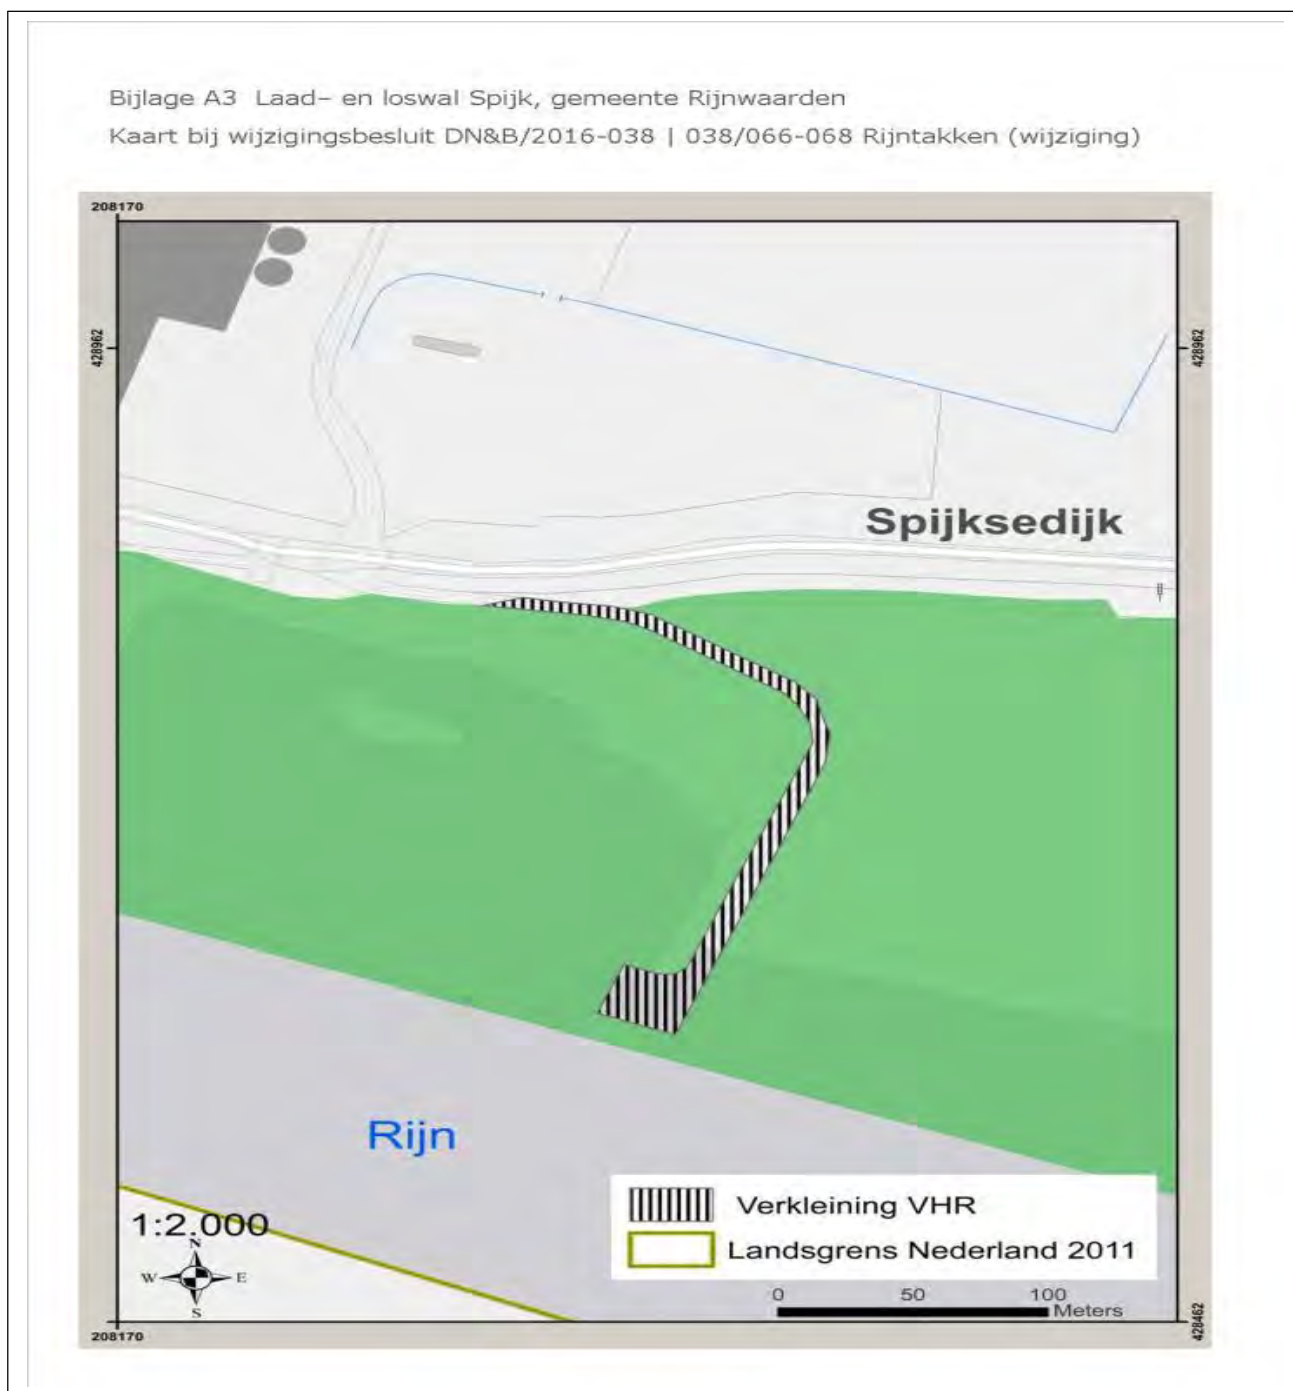 Bijlage A3 Laad- en loswal Spijk, gemeente Rijnwaarden
Kaart bij wijzigingsbesluit DN&B/2016-038 | 038/066-068 Rijntakken (wijziging)
208170
428962
428962
Spijksedijk
Rijn
1:2.000
N
W E
S
Verkleining VHR
Landsgrens Nederland 2011
0 50 100
Meters
208170
428462